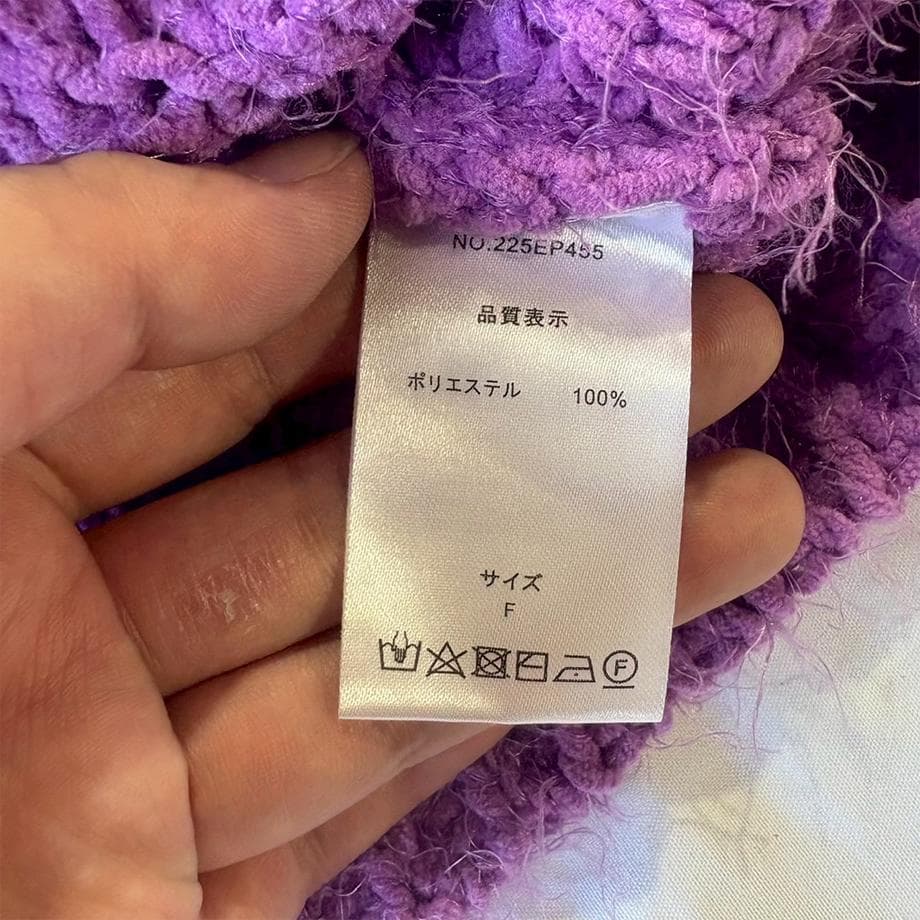 NO.225EP455
品質表示
ポリエステル 100%
サイズ
F
F